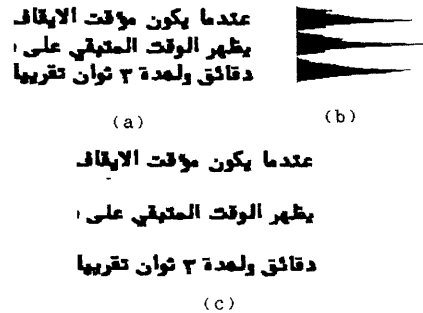 عندما يكون مؤقت الايقاف
يظهر الوقت المتبقي على
دقائق ولمدة ٣ ثوان تقريبا
(a)
(b)
عندما يكون مؤقت الايقاف
يظهر الوقت المتبقي على
دقائق ولمدة ٣ ثوان تقريبا
(c)